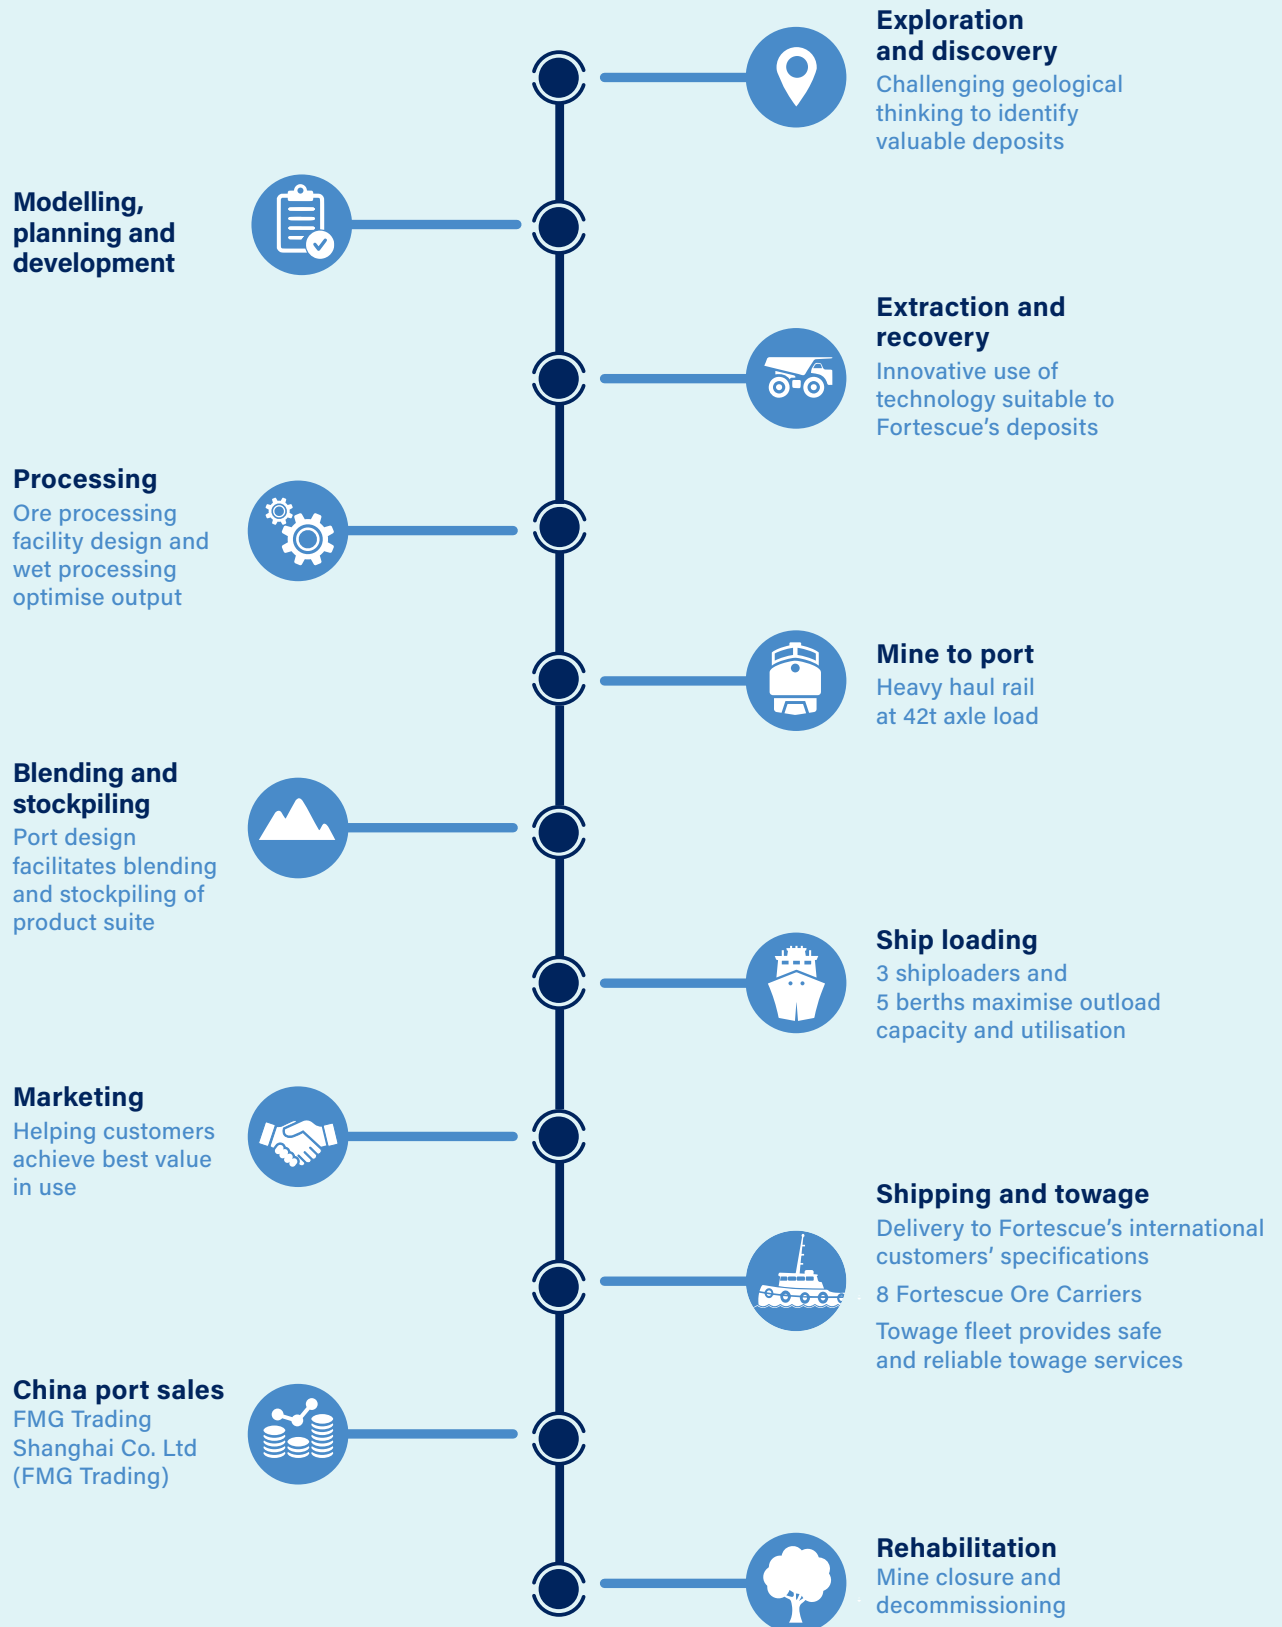 Exploration
and discovery
Challenging geological
thinking to identify
valuable deposits
Modelling,
planning and
development
Extraction and
recovery
Innovative use of
technology suitable to
Fortescue’s deposits
Processing
Ore processing
facility design and
wet processing
optimise output
Mine to port
Heavy haul rail
at 42t axle load
Blending and
stockpiling
Port design
facilitates blending
and stockpiling of
product suite
Ship loading
3 shiploaders and
5 berths maximise outload
capacity and utilisation
Marketing
Helping customers
achieve best value
in use
Shipping and towage
Delivery to Fortescue’s international
customers’ specifications
8 Fortescue Ore Carriers
Towage fleet provides safe
and reliable towage services
China port sales
FMG Trading
Shanghai Co. Ltd
(FMG Trading)
Rehabilitation
Mine closure and
decommissioning